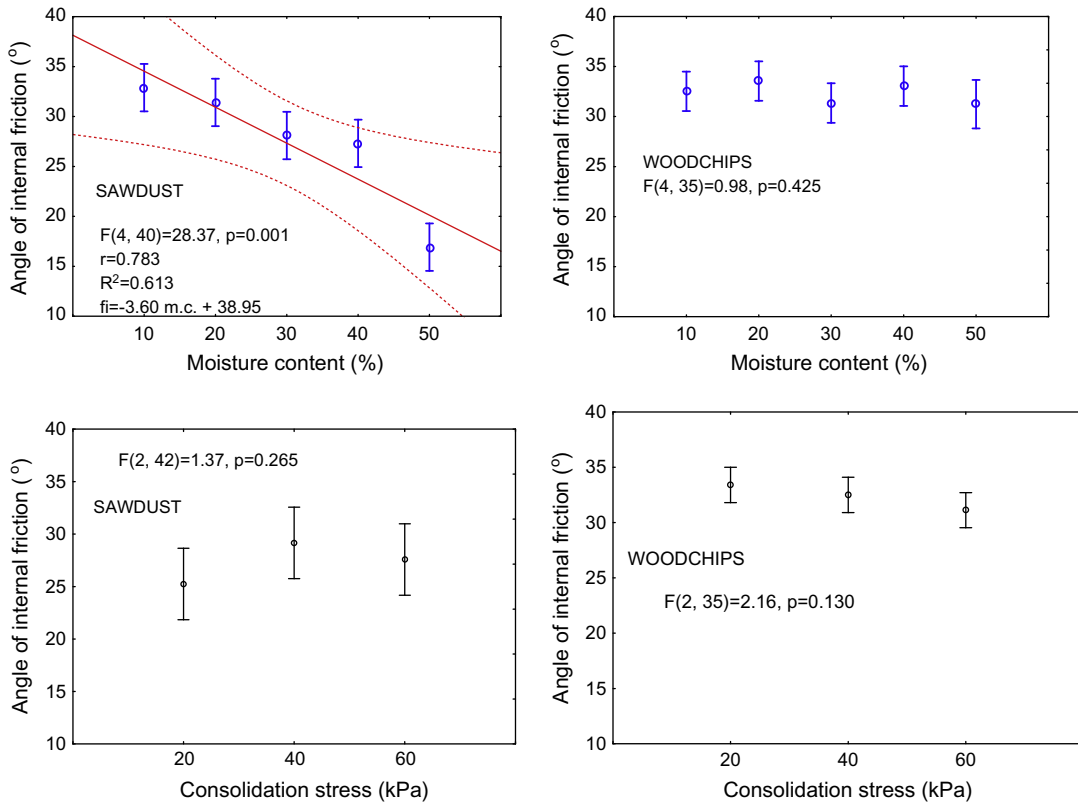 40
35
30
25
20
15
10
Angle of internal friction (°)
SAWDUST
F(4, 40)=28.37, p=0.001
r=0.783
R²=0.613
fi=-3.60 m.c. + 38.95
10 20 30 40 50
Moisture content (%)
40
35
30
25
20
15
10
Angle of internal friction (°)
WOODCHIPS
F(4, 35)=0.98, p=0.425
10 20 30 40 50
Moisture content (%)
40
35
30
25
20
15
10
Angle of internal friction (°)
F(2, 42)=1.37, p=0.265
SAWDUST
20 40 60
Consolidation stress (kPa)
40
35
30
25
20
15
10
Angle of internal friction (°)
WOODCHIPS
F(2, 35)=2.16, p=0.130
20 40 60
Consolidation stress (kPa)